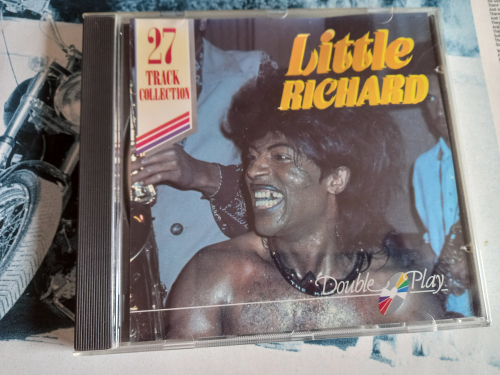 27
TRACK
COLLECTION
Little
RICHARD
Double Play